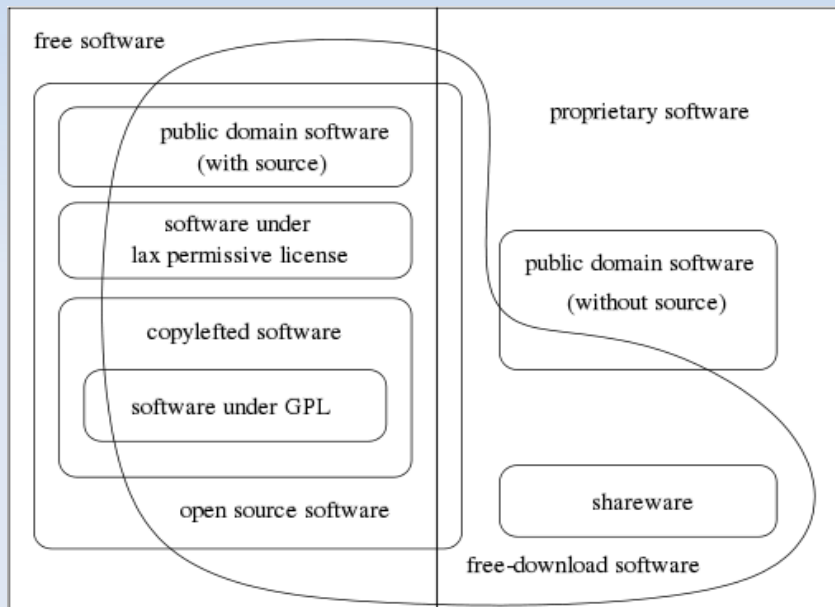 free software
public domain software
(with source)
software under
lax permissive license
copylefted software
software under GPL
open source software
proprietary software
public domain software
(without source)
shareware
free-download software